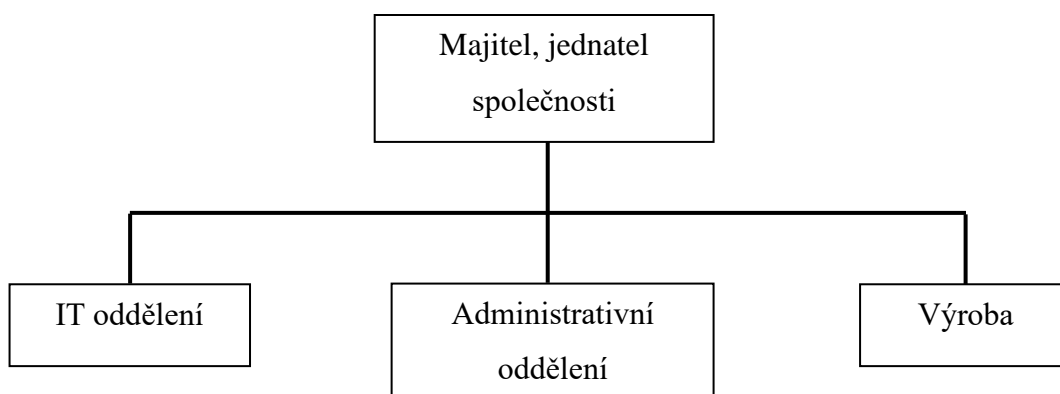 Majitel, jednatel
společnosti
IT oddělení
Administrativní
oddělení
Výroba